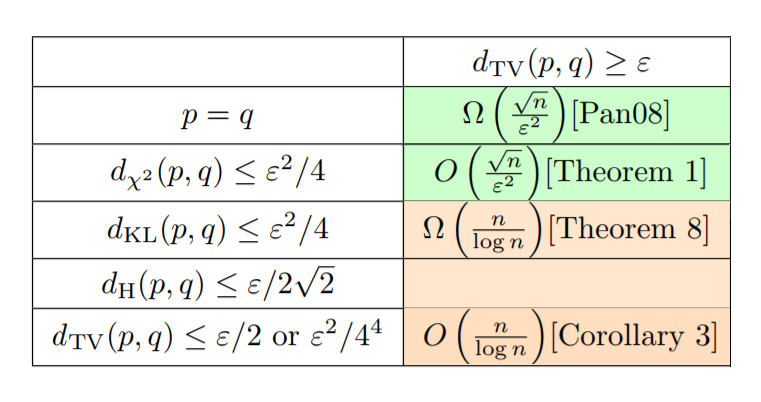 d_TV(p, q) ≥ ε
p = q Ω(√n/ε²) [Pan08]
d_χ²(p, q) ≤ ε²/4 O(√n/ε²) [Theorem 1]
d_KL(p, q) ≤ ε²/4 Ω(n/log n) [Theorem 8]
d_H(p, q) ≤ ε/2√2
d_TV(p, q) ≤ ε/2 or ε²/4⁴ O(n/log n) [Corollary 3]